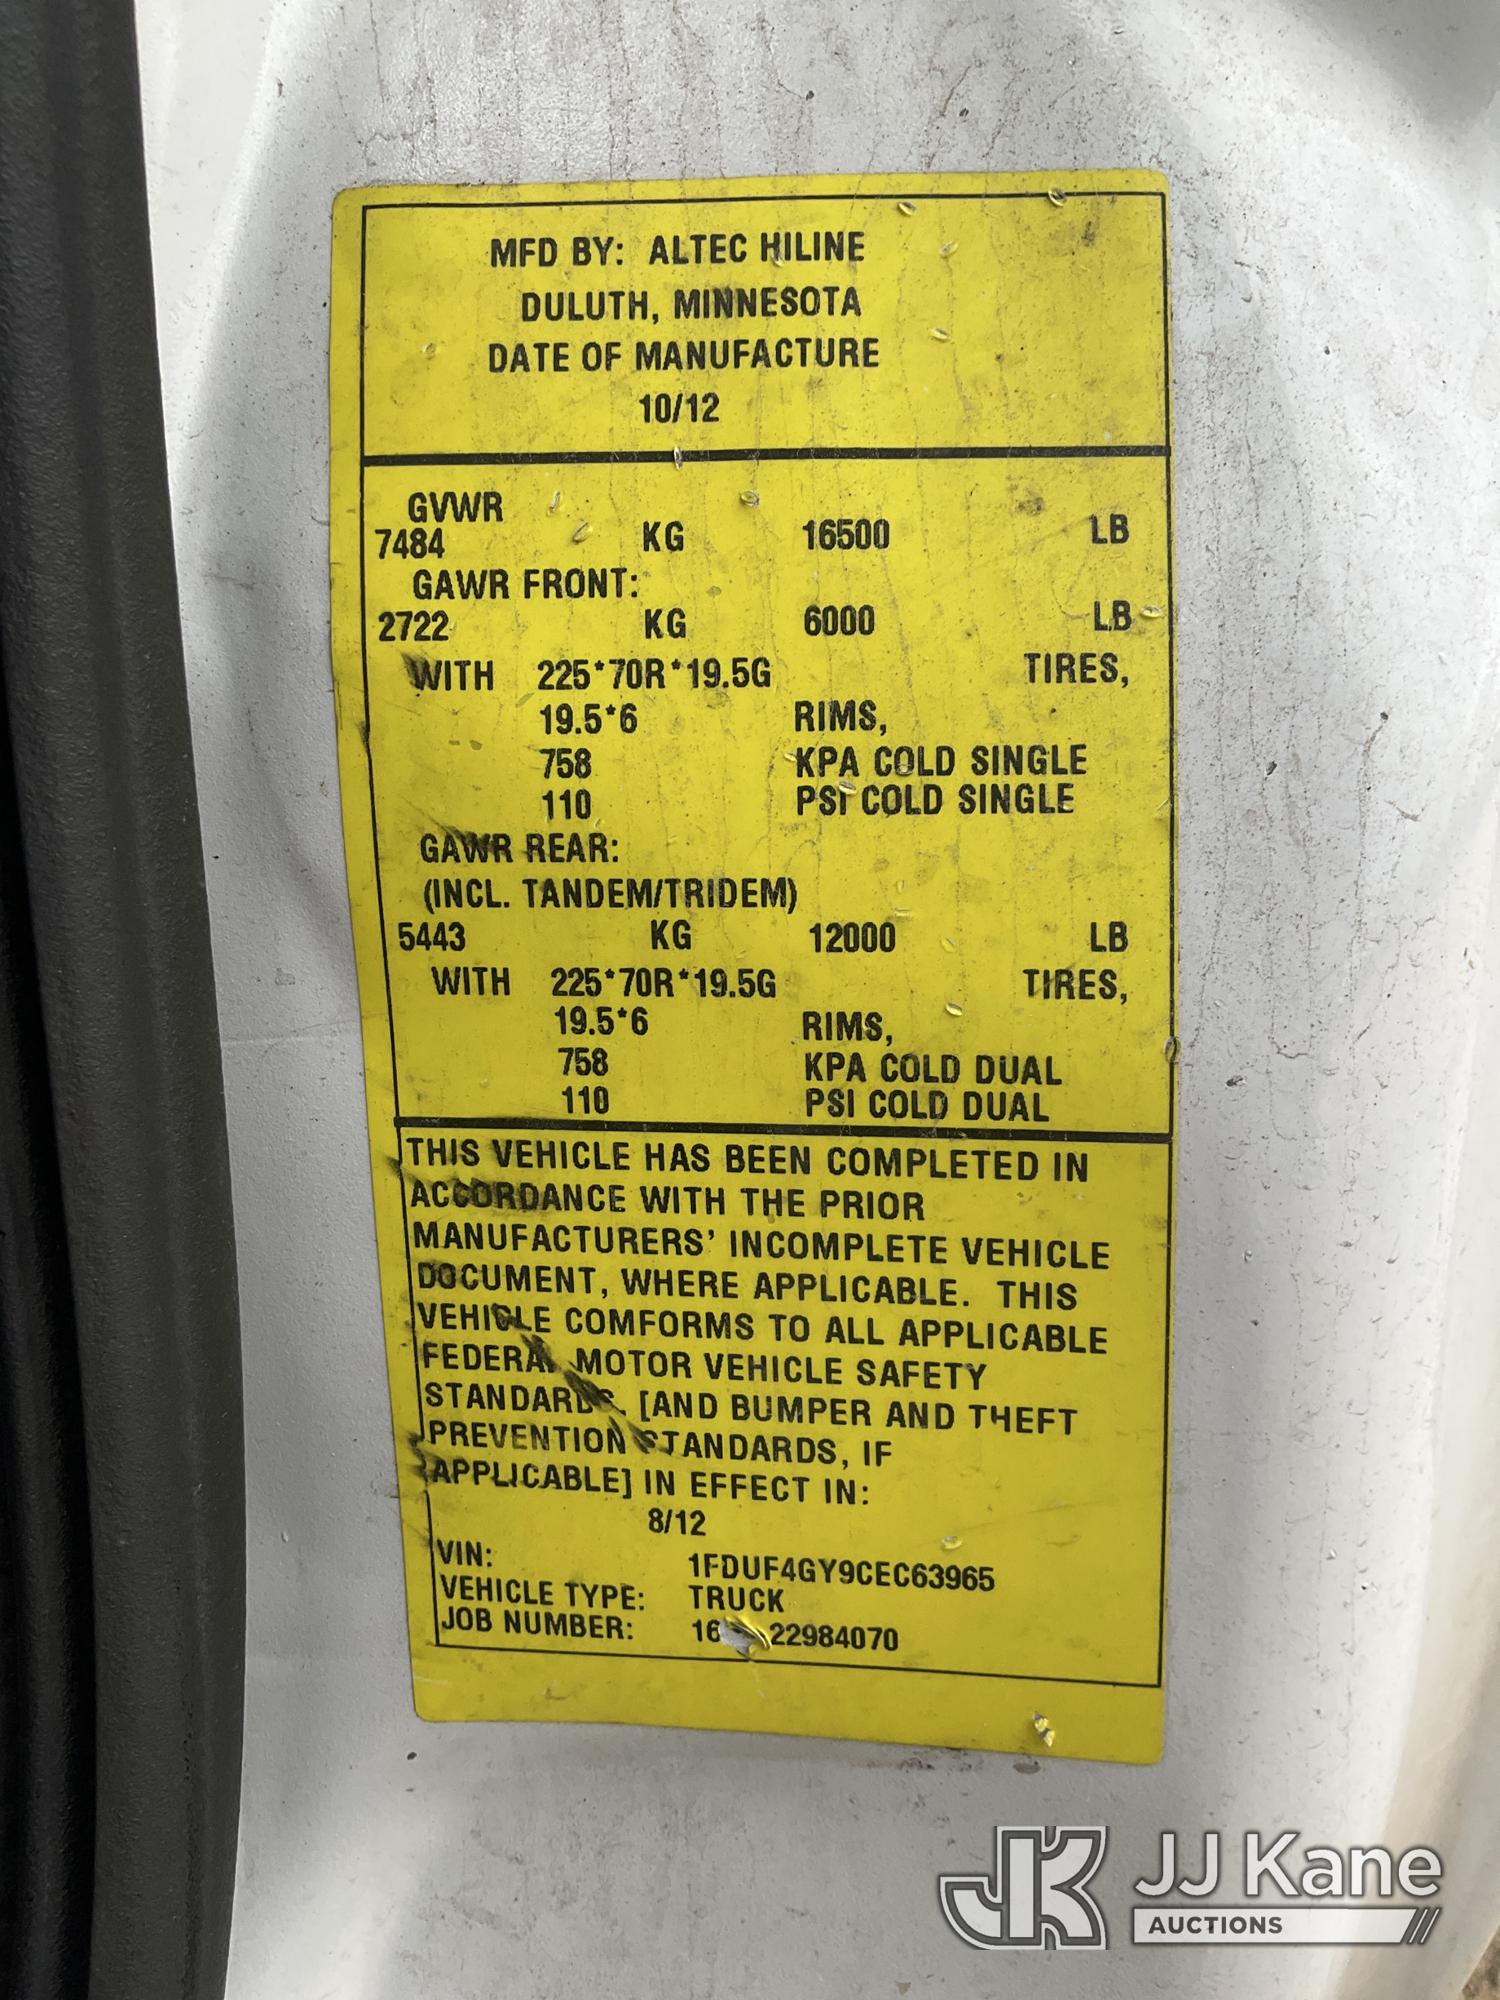 MFD BY: ALTEC HILINE
DULUTH, MINNESOTA
DATE OF MANUFACTURE
10/12
GVWR
7484 KG 16500 LB
GAWR FRONT:
2722 KG 6000 LB
WITH 225*70R*19.5G TIRES,
19.5*6 RIMS,
758 KPA COLD SINGLE
110 PSI COLD SINGLE
GAWR REAR:
(INCL. TANDEM/TRIDEM)
5443 KG 12000 LB
WITH 225*70R*19.5G TIRES,
19.5*6 RIMS,
758 KPA COLD DUAL
110 PSI COLD DUAL
THIS VEHICLE HAS BEEN COMPLETED IN
ACCORDANCE WITH THE PRIOR
MANUFACTURERS' INCOMPLETE VEHICLE
DOCUMENT, WHERE APPLICABLE. THIS
VEHICLE COMFORMS TO ALL APPLICABLE
FEDERAL MOTOR VEHICLE SAFETY
STANDARDS, [AND BUMPER AND THEFT
PREVENTION STANDARDS, IF
APPLICABLE] IN EFFECT IN:
8/12
VIN: 1FDUF4GY9CEC63965
VEHICLE TYPE: TRUCK
JOB NUMBER: 16 22984070
JK JJ Kane
AUCTIONS